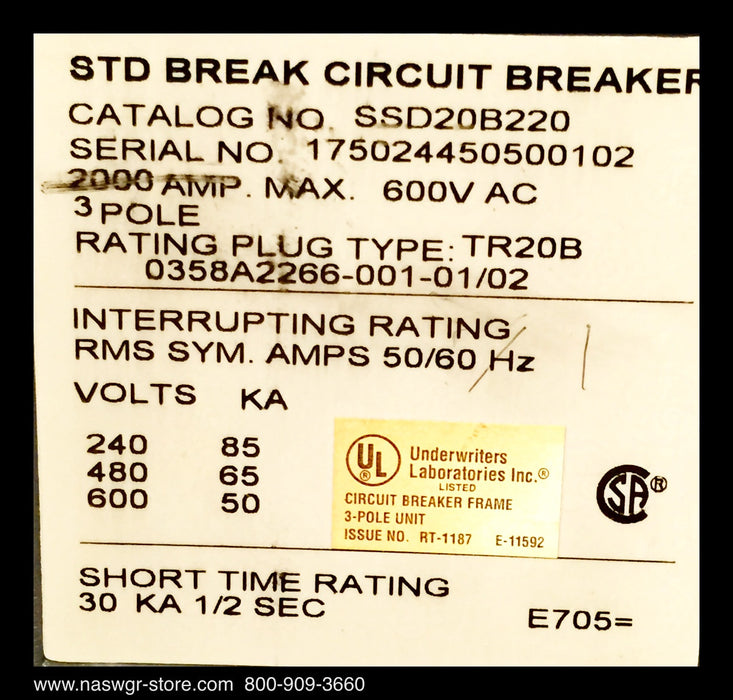 STD BREAK CIRCUIT BREAKER
CATALOG NO. SSD20B220
SERIAL NO. 175024450500102
2000 AMP. MAX. 600V AC
3 POLE
RATING PLUG TYPE: TR20B
0358A2266-001-01/02
INTERRUPTING RATING
RMS SYM. AMPS 50/60 Hz
VOLTS KA
240 85
480 65
600 50
UL ®
Underwriters
Laboratories Inc.®
LISTED
CIRCUIT BREAKER FRAME
3-POLE UNIT
ISSUE NO. RT-1187 E-11592
SA ®
SHORT TIME RATING
30 KA 1/2 SEC
E705=
www.naswgr-store.com 800-909-3660